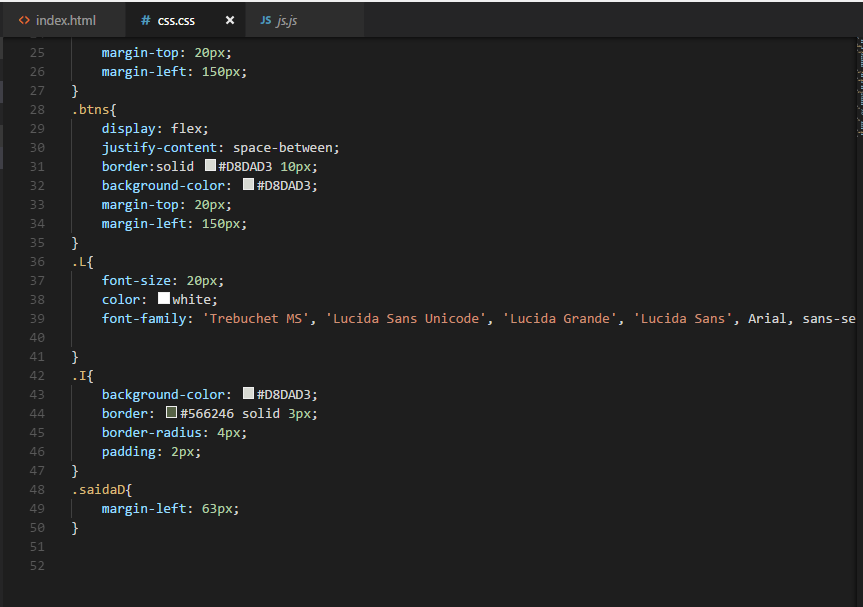 <> index.html # css.css × JS js.js
25 margin-top: 20px;
26 margin-left: 150px;
27 }
28 .btns{
29 display: flex;
30 justify-content: space-between;
31 border:solid #D8DAD3 10px;
32 background-color: #D8DAD3;
33 margin-top: 20px;
34 margin-left: 150px;
35 }
36 .L{
37 font-size: 20px;
38 color: white;
39 font-family: 'Trebuchet MS', 'Lucida Sans Unicode', 'Lucida Grande', 'Lucida Sans', Arial, sans-se
40
41 }
42 .I{
43 background-color: #D8DAD3;
44 border: #566246 solid 3px;
45 border-radius: 4px;
46 padding: 2px;
47 }
48 .saidaD{
49 margin-left: 63px;
50 }
51
52